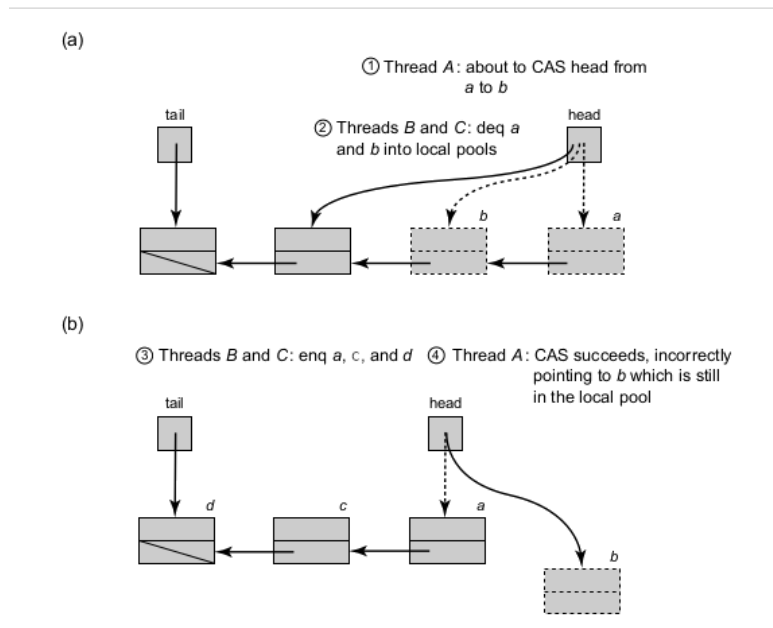 (a)
① Thread A: about to CAS head from
a to b
tail
head
② Threads B and C: deq a
and b into local pools
b
a
(b)
③ Threads B and C: enq a, c, and d
④ Thread A: CAS succeeds, incorrectly
pointing to b which is still
in the local pool
tail
head
d
c
a
b